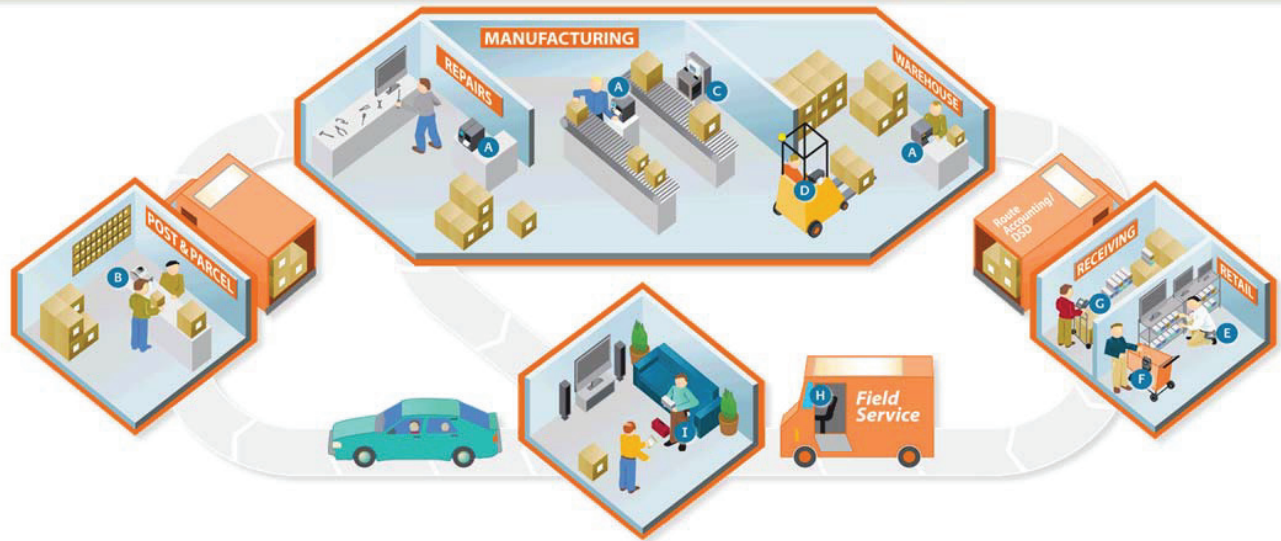 MANUFACTURING
REPAIRS
WAREHOUSE
A
A
C
A
D
POST & PARCEL
B
Route
Accounting/
DSD
RECEIVING
RETAIL
G
E
F
I
H
Field
Service